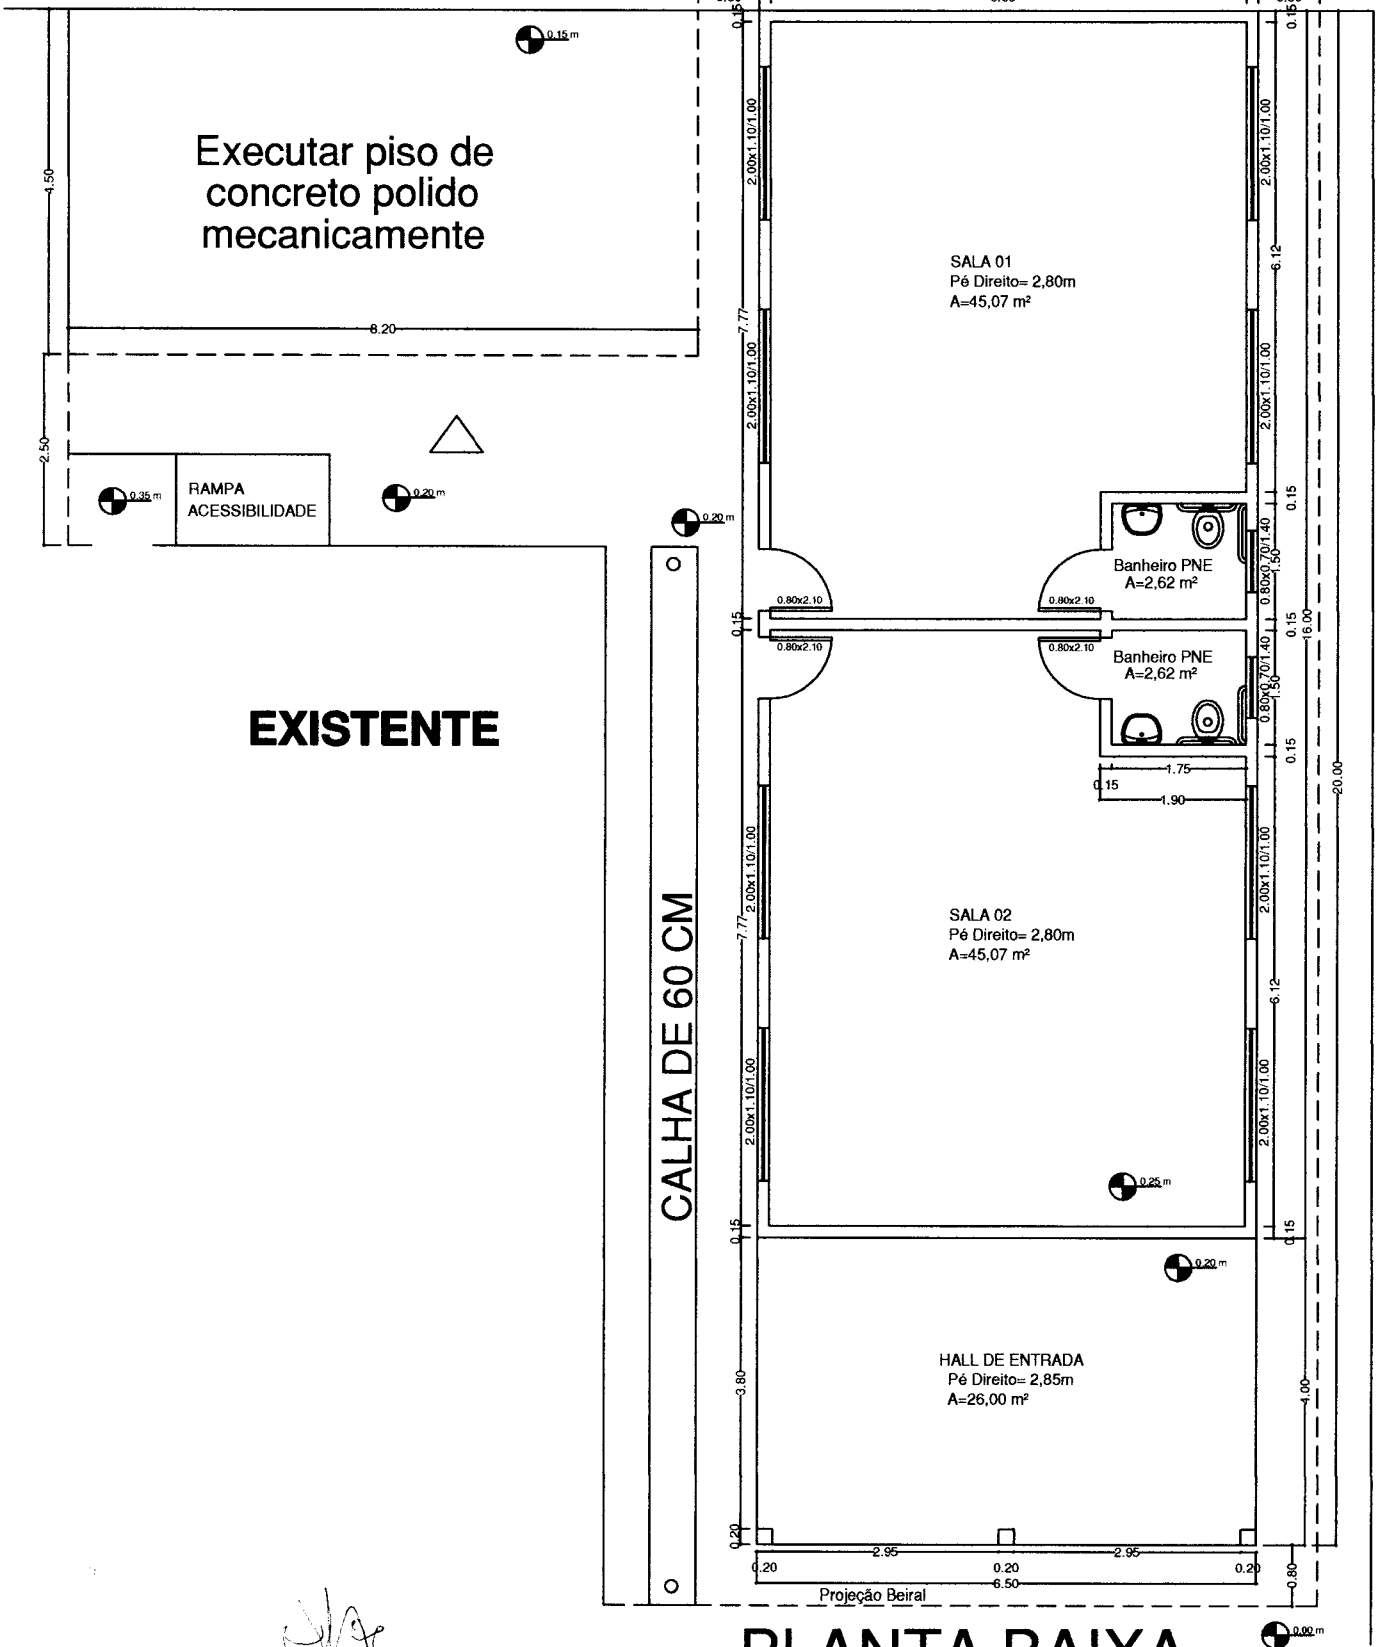 0.15
0.15
0.15 m
Executar piso de
concreto polido
mecanicamente
4.50
8.20
2.50
0.35 m
RAMPA
ACESSIBILIDADE
0.20 m
0.20 m
EXISTENTE
CALHA DE 60 CM
2.00x1.10/1.00
2.00x1.10/1.00
7.77
SALA 01
Pé Direito= 2,80m
A=45,07 m²
2.00x1.10/1.00
6.12
2.00x1.10/1.00
0.15
Banheiro PNE
A=2,62 m²
0.80x0.70/1.40
1.50
0.80x2.10
0.80x2.10
0.15
0.15
16.00
0.80x2.10
0.80x2.10
Banheiro PNE
A=2,62 m²
0.80x0.70/1.40
1.50
0.15
1.75
0.15
1.90
20.00
2.00x1.10/1.00
2.00x1.10/1.00
7.77
SALA 02
Pé Direito= 2,80m
A=45,07 m²
6.12
2.00x1.10/1.00
2.00x1.10/1.00
0.25 m
0.15
0.15
0.20 m
HALL DE ENTRADA
Pé Direito= 2,85m
A=26,00 m²
3.80
4.00
0.20
2.95
2.95
0.20
0.20
0.20
6.50
0.80
Projeção Beiral
PLANTA BAIXA
0.00 m